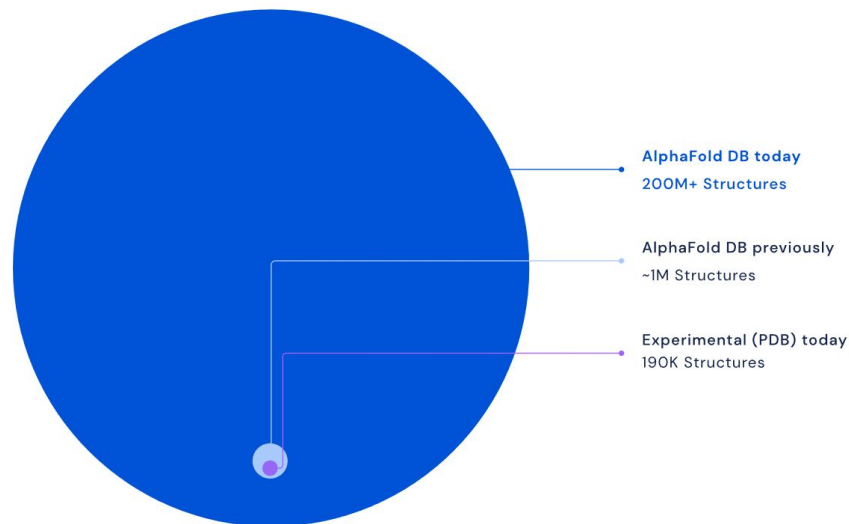 AlphaFold DB today
200M+ Structures
AlphaFold DB previously
~1M Structures
Experimental (PDB) today
190K Structures